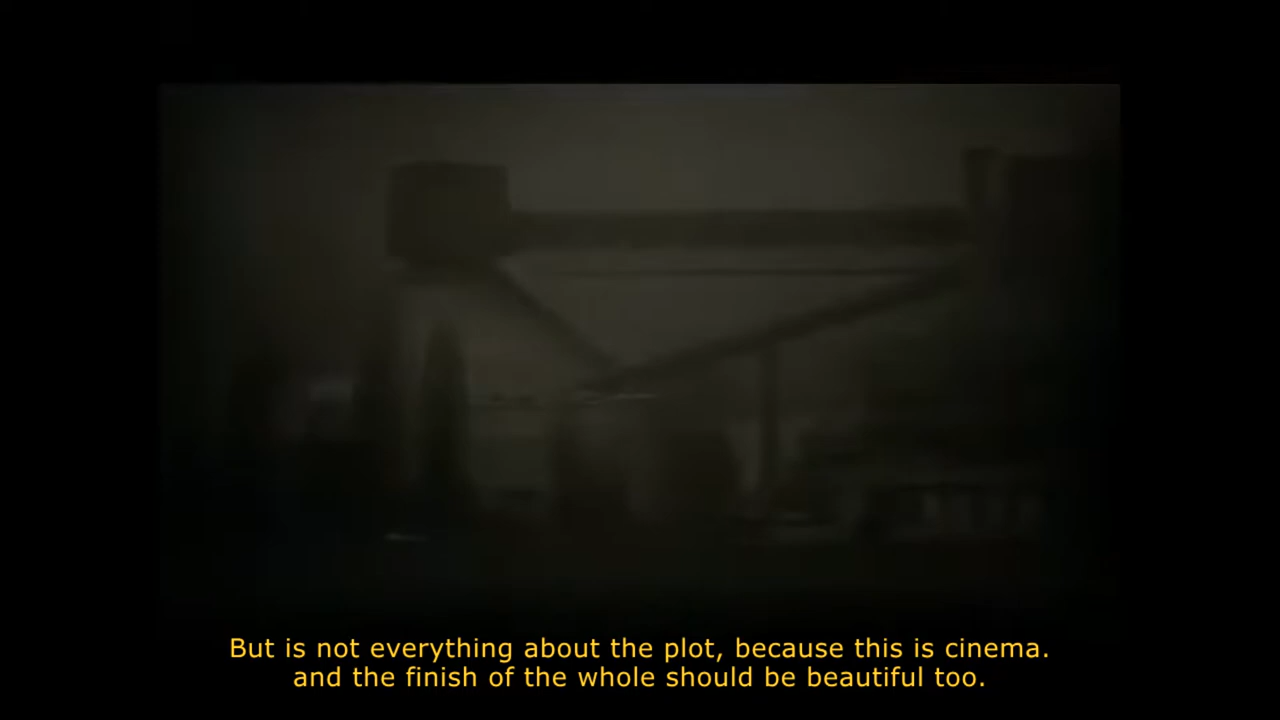 But is not everything about the plot, because this is cinema.
and the finish of the whole should be beautiful too.